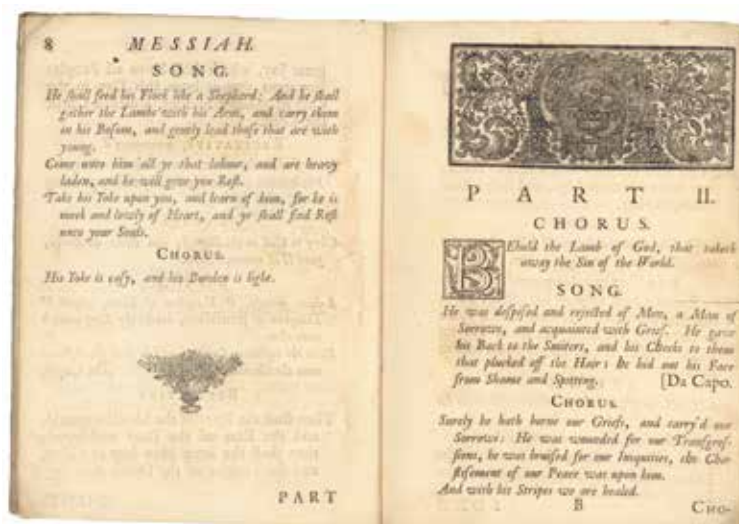 8 MESSIAH.
SONG.
He shall feed his Flock like a Shepherd: And he shall
gather the Lambs with his Arm, and carry them
in his Bosom, and gently lead those that are with
young.
Come unto him all ye that labour, and are heavy
laden, and he will give you Rest.
Take his Yoke upon you, and learn of him, for he is
meek and lowly of Heart, and ye shall find Rest
unto your Souls.
CHORUS.
His Yoke is easy, and his Burden is light.
PART
PART II.
CHORUS.
BEhold the Lamb of God, that taketh
away the Sin of the World.
SONG.
He was despised and rejected of Men, a Man of
Sorrows, and acquainted with Grief. He gave
his Back to the Smiters, and his Cheeks to them
that plucked off the Hair: he hid not his Face
from Shame and Spitting. [Da Capo.
CHORUS.
Surely he hath borne our Griefs, and carry'd our
Sorrows: He was wounded for our Transgres-
sions, he was bruised for our Iniquities, the Cha-
stisement of our Peace was upon him.
And with his Stripes we are healed.
B CHO-